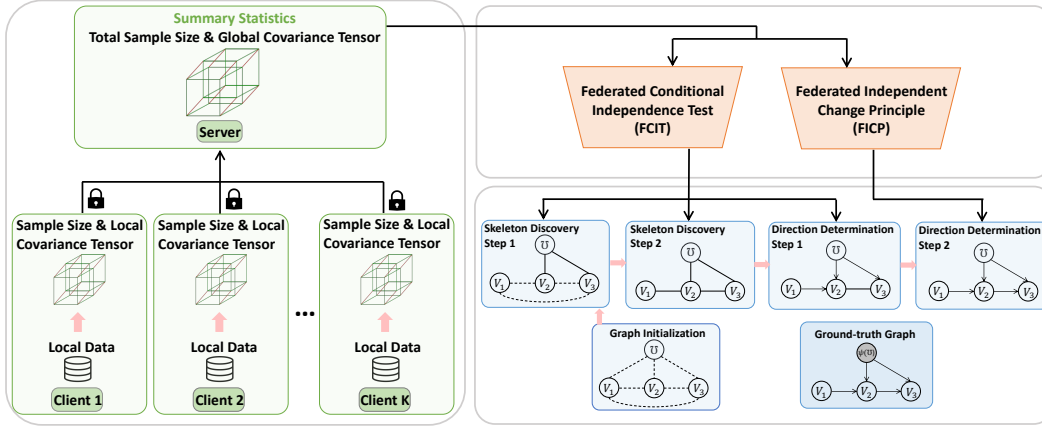 Summary Statistics
Total Sample Size & Global Covariance Tensor
Server
Sample Size & Local
Covariance Tensor
Local Data
Client 1
Sample Size & Local
Covariance Tensor
Local Data
Client 2
...
Sample Size & Local
Covariance Tensor
Local Data
Client K
Federated Conditional
Independence Test
(FCIT)
Federated Independent
Change Principle
(FICP)
Skeleton Discovery
Step 1
℧
V₁ V₂ V₃
Skeleton Discovery
Step 2
℧
V₁ V₂ V₃
Direction Determination
Step 1
℧
V₁ V₂ V₃
Direction Determination
Step 2
℧
V₁ V₂ V₃
Graph Initialization
℧
V₁ V₂ V₃
Ground-truth Graph
ψ(℧)
V₁ V₂ V₃